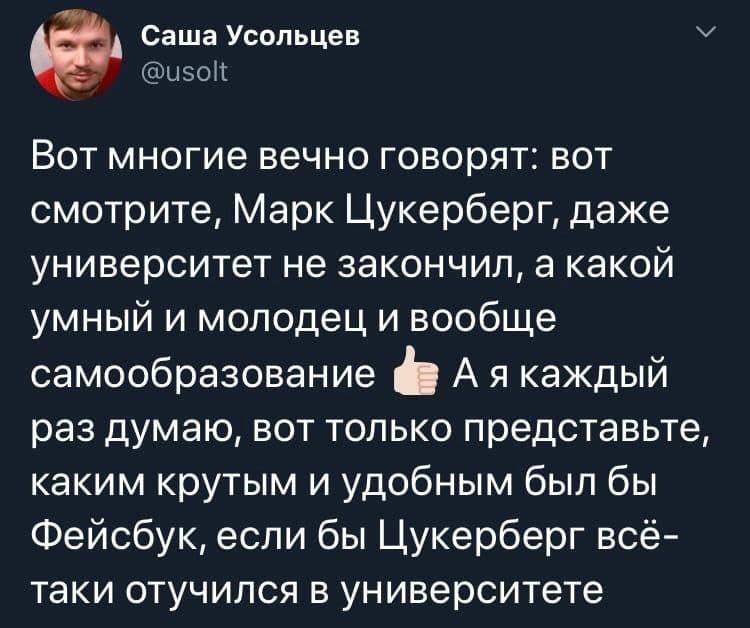 Саша Усольцев
@usolt
Вот многие вечно говорят: вот
смотрите, Марк Цукерберг, даже
университет не закончил, а какой
умный и молодец и вообще
самообразование 👍🏻 А я каждый
раз думаю, вот только представьте,
каким крутым и удобным был бы
Фейсбук, если бы Цукерберг всё-
таки отучился в университете